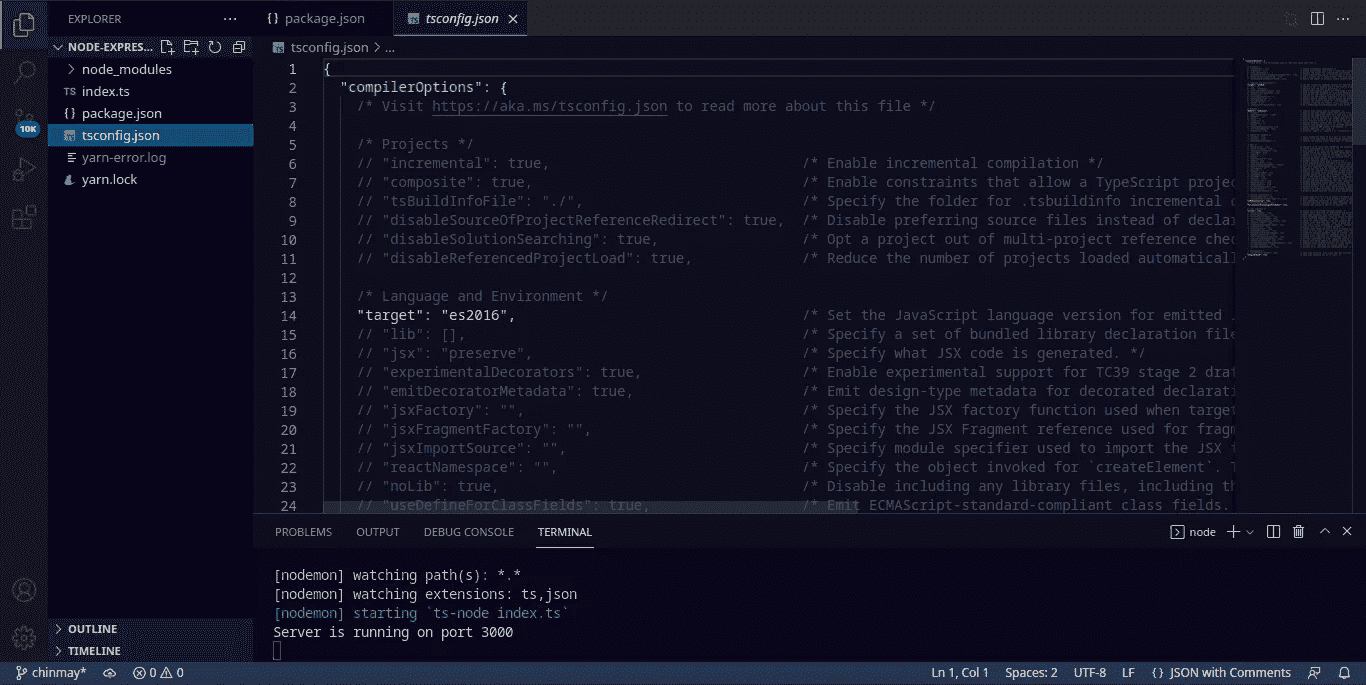 EXPLORER
···
{} package.json
tsconfig.json
NODE-EXPRES...
node_modules
TS index.ts
{} package.json
tsconfig.json
yarn-error.log
yarn.lock
10K
OUTLINE
TIMELINE
tsconfig.json > ...
1 {
2 "compilerOptions": {
3 /* Visit https://aka.ms/tsconfig.json to read more about this file */
4
5 /* Projects */
6 // "incremental": true, /* Enable incremental compilation */
7 // "composite": true, /* Enable constraints that allow a TypeScript projec
8 // "tsBuildInfoFile": "./", /* Specify the folder for .tsbuildinfo incremental
9 // "disableSourceOfProjectReferenceRedirect": true, /* Disable preferring source files instead of declar
10 // "disableSolutionSearching": true, /* Opt a project out of multi-project reference chec
11 // "disableReferencedProjectLoad": true, /* Reduce the number of projects loaded automaticall
12
13 /* Language and Environment */
14 "target": "es2016", /* Set the JavaScript language version for emitted
15 // "lib": [], /* Specify a set of bundled library declaration file
16 // "jsx": "preserve", /* Specify what JSX code is generated. */
17 // "experimentalDecorators": true, /* Enable experimental support for TC39 stage 2 draf
18 // "emitDecoratorMetadata": true, /* Emit design-type metadata for decorated declarati
19 // "jsxFactory": "", /* Specify the JSX factory function used when target
20 // "jsxFragmentFactory": "", /* Specify the JSX Fragment reference used for fragm
21 // "jsxImportSource": "", /* Specify module specifier used to import the JSX
22 // "reactNamespace": "", /* Specify the object invoked for `createElement`. T
23 // "noLib": true, /* Disable including any library files, including th
24 // "useDefineForClassFields": true, /* Emit ECMAScript-standard-compliant class fields.
PROBLEMS OUTPUT DEBUG CONSOLE TERMINAL
node
[nodemon] watching path(s): *.*
[nodemon] watching extensions: ts,json
[nodemon] starting `ts-node index.ts`
Server is running on port 3000
chinmay* 0 0
Ln 1, Col 1 Spaces: 2 UTF-8 LF {} JSON with Comments